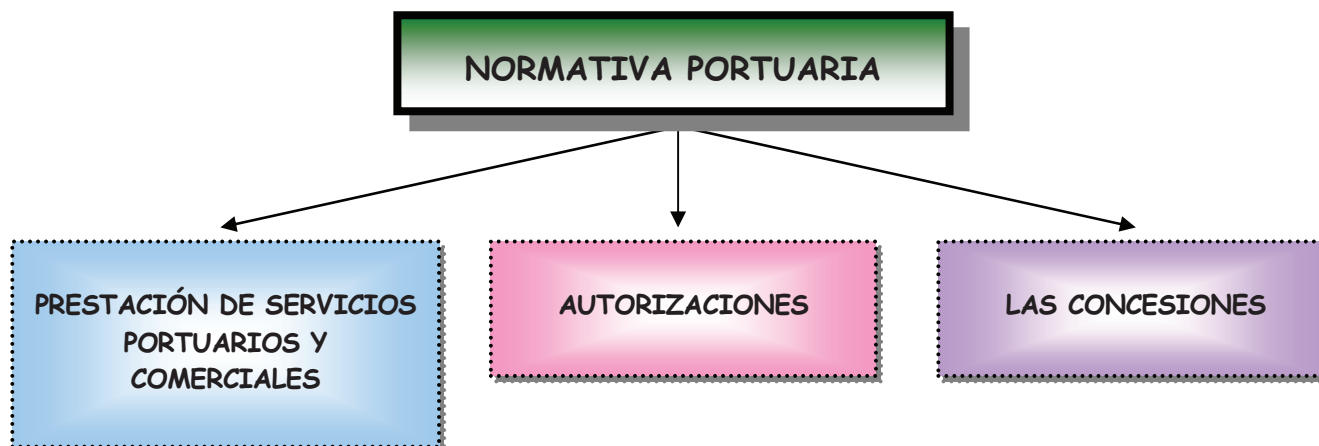 NORMATIVA PORTUARIA
PRESTACIÓN DE SERVICIOS
PORTUARIOS Y
COMERCIALES
AUTORIZACIONES
LAS CONCESIONES